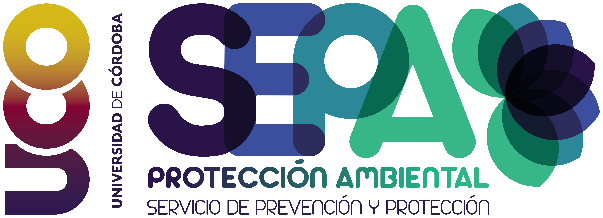 UCO
UNIVERSIDAD DE CÓRDOBA
SEPA
PROTECCIÓN AMBIENTAL
SERVICIO DE PREVENCIÓN Y PROTECCIÓN